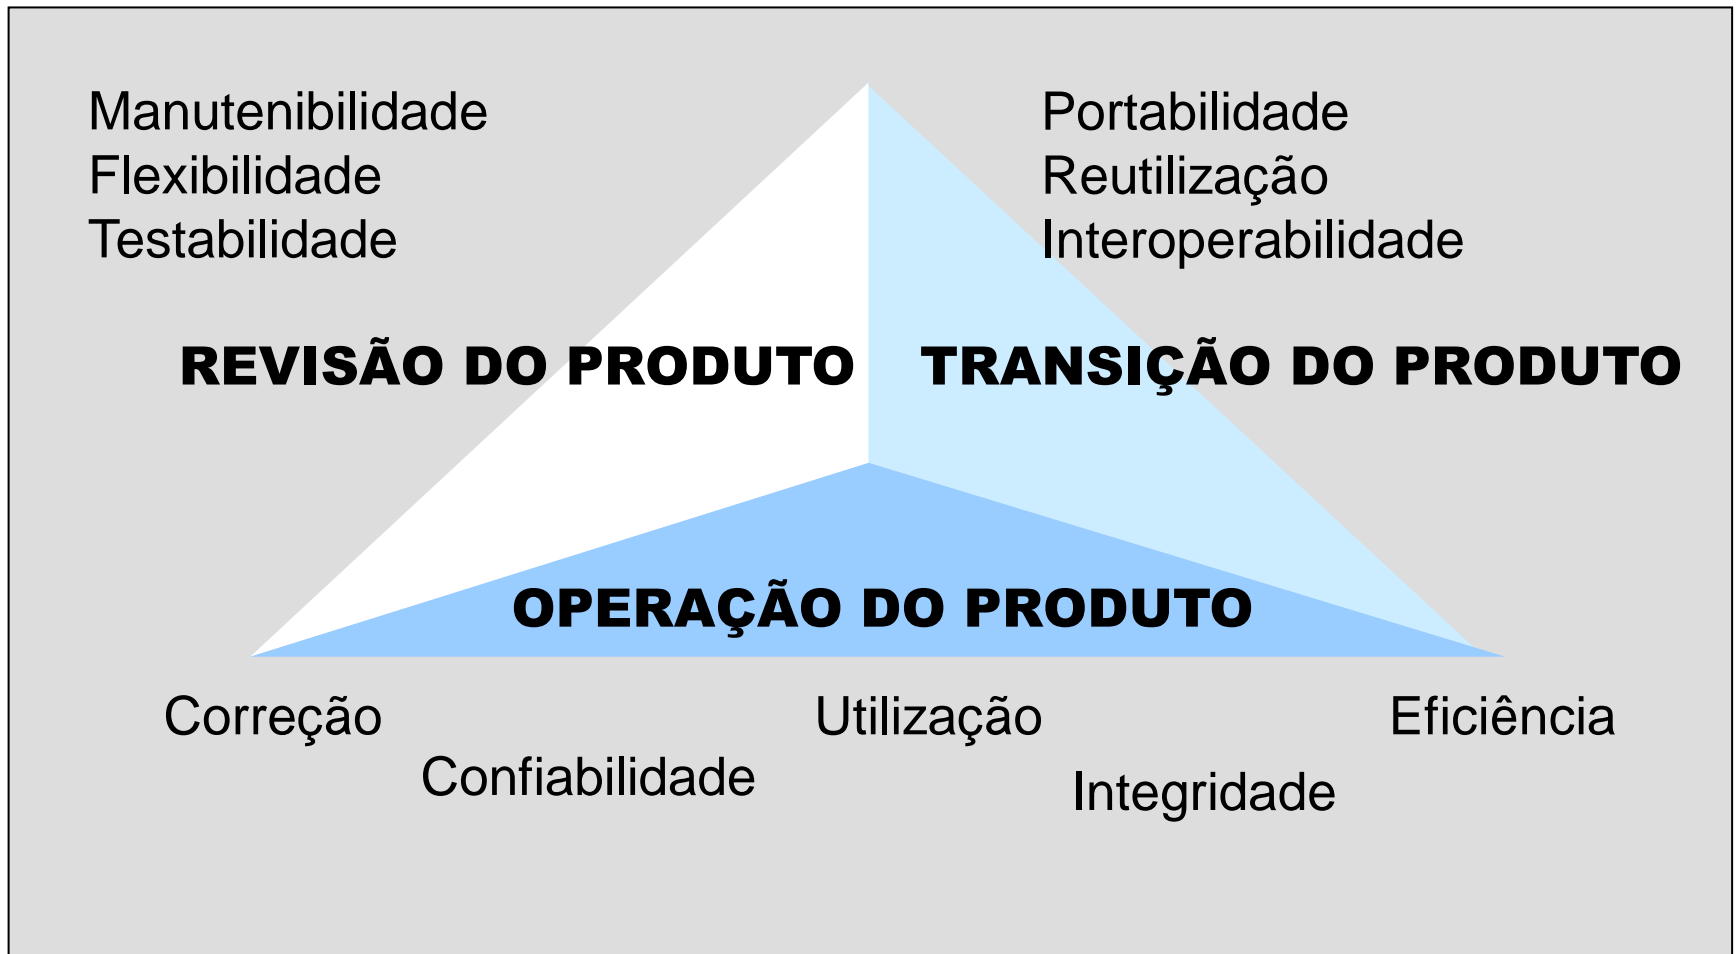 Manutenibilidade
Flexibilidade
Testabilidade
Portabilidade
Reutilização
Interoperabilidade
REVISÃO DO PRODUTO
TRANSIÇÃO DO PRODUTO
OPERAÇÃO DO PRODUTO
Correção
Utilização
Eficiência
Confiabilidade
Integridade